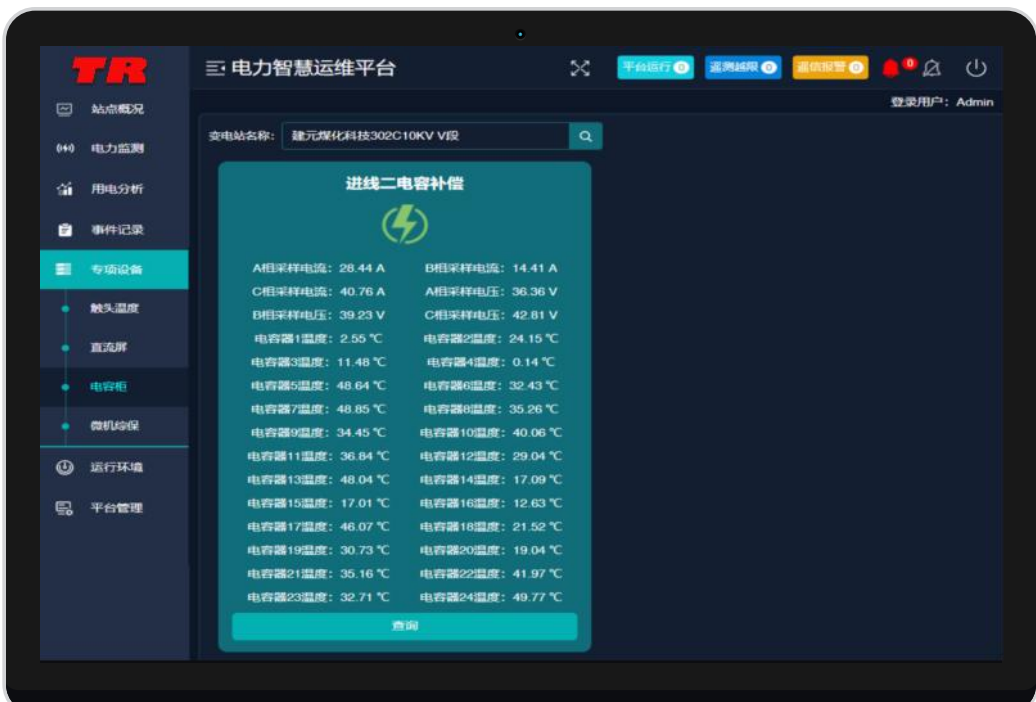 TR
电力智慧运维平台
平台运行 0
遥测越限 0
遥信报警 0
0
登录用户：Admin
站点概况
电力监测
用电分析
事件记录
专项设备
触头温度
直流屏
电容柜
微机综保
运行环境
平台管理
变电站名称： 建元煤化科技302C10KV V段
进线二电容补偿
A相采样电流：28.44 A B相采样电流：14.41 A
C相采样电流：40.76 A A相采样电压：36.36 V
B相采样电压：39.23 V C相采样电压：42.81 V
电容器1温度：2.55 ℃ 电容器2温度：24.15 ℃
电容器3温度：11.48 ℃ 电容器4温度：0.14 ℃
电容器5温度：48.64 ℃ 电容器6温度：32.43 ℃
电容器7温度：48.85 ℃ 电容器8温度：35.26 ℃
电容器9温度：34.45 ℃ 电容器10温度：40.06 ℃
电容器11温度：36.84 ℃ 电容器12温度：29.04 ℃
电容器13温度：48.04 ℃ 电容器14温度：17.09 ℃
电容器15温度：17.01 ℃ 电容器16温度：12.63 ℃
电容器17温度：46.07 ℃ 电容器18温度：21.52 ℃
电容器19温度：30.73 ℃ 电容器20温度：19.04 ℃
电容器21温度：35.16 ℃ 电容器22温度：41.97 ℃
电容器23温度：32.71 ℃ 电容器24温度：49.77 ℃
查询